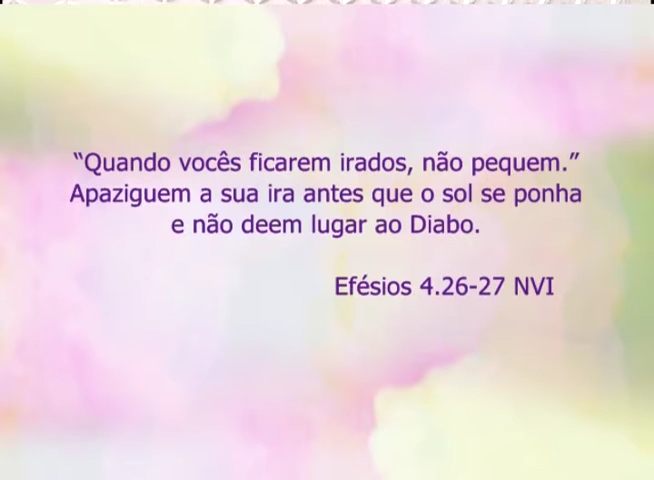 “Quando vocês ficarem irados, não pequem.”
Apaziguem a sua ira antes que o sol se ponha
e não deem lugar ao Diabo.
Efésios 4.26-27 NVI